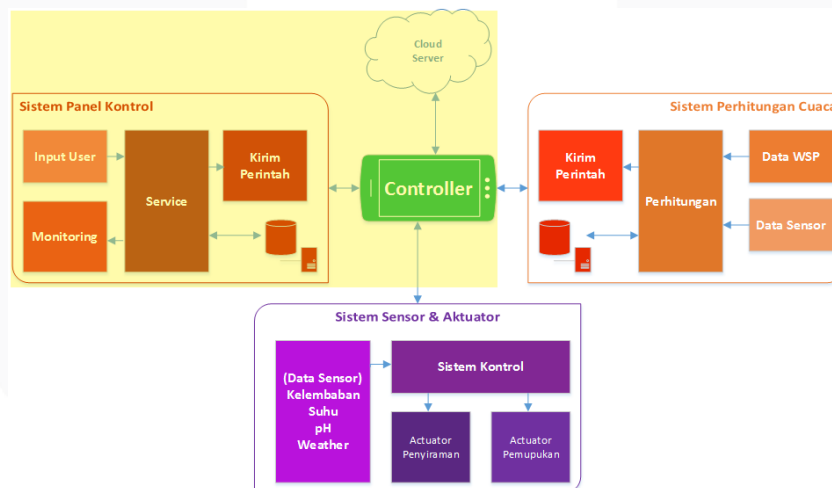 Cloud
Server
Sistem Panel Kontrol
Input User
Monitoring
Service
Kirim
Perintah
Controller
Sistem Perhitungan Cuaca
Kirim
Perintah
Perhitungan
Data WSP
Data Sensor
Sistem Sensor & Aktuator
(Data Sensor)
Kelembaban
Suhu
pH
Weather
Sistem Kontrol
Actuator
Penyiraman
Actuator
Pemupukan